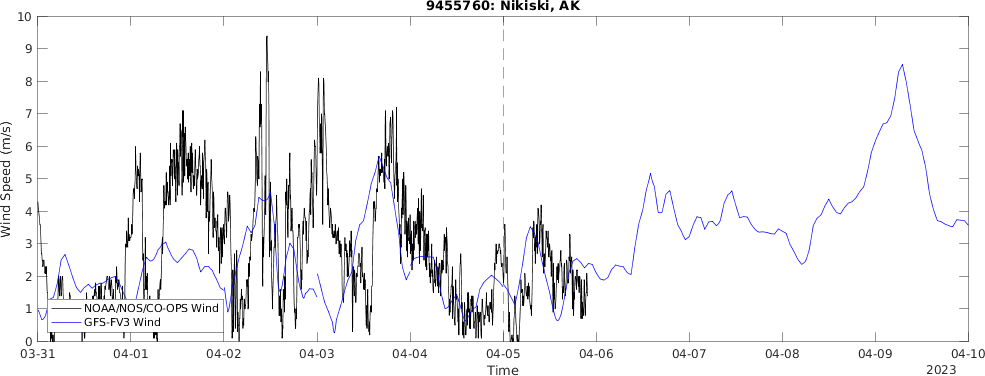 9455760: Nikiski, AK
10
9
8
7
6
5
4
3
2
1
0
Wind Speed (m/s)
NOAA/NOS/CO-OPS Wind
GFS-FV3 Wind
03-31 04-01 04-02 04-03 04-04 04-05 04-06 04-07 04-08 04-09 04-10
Time
2023